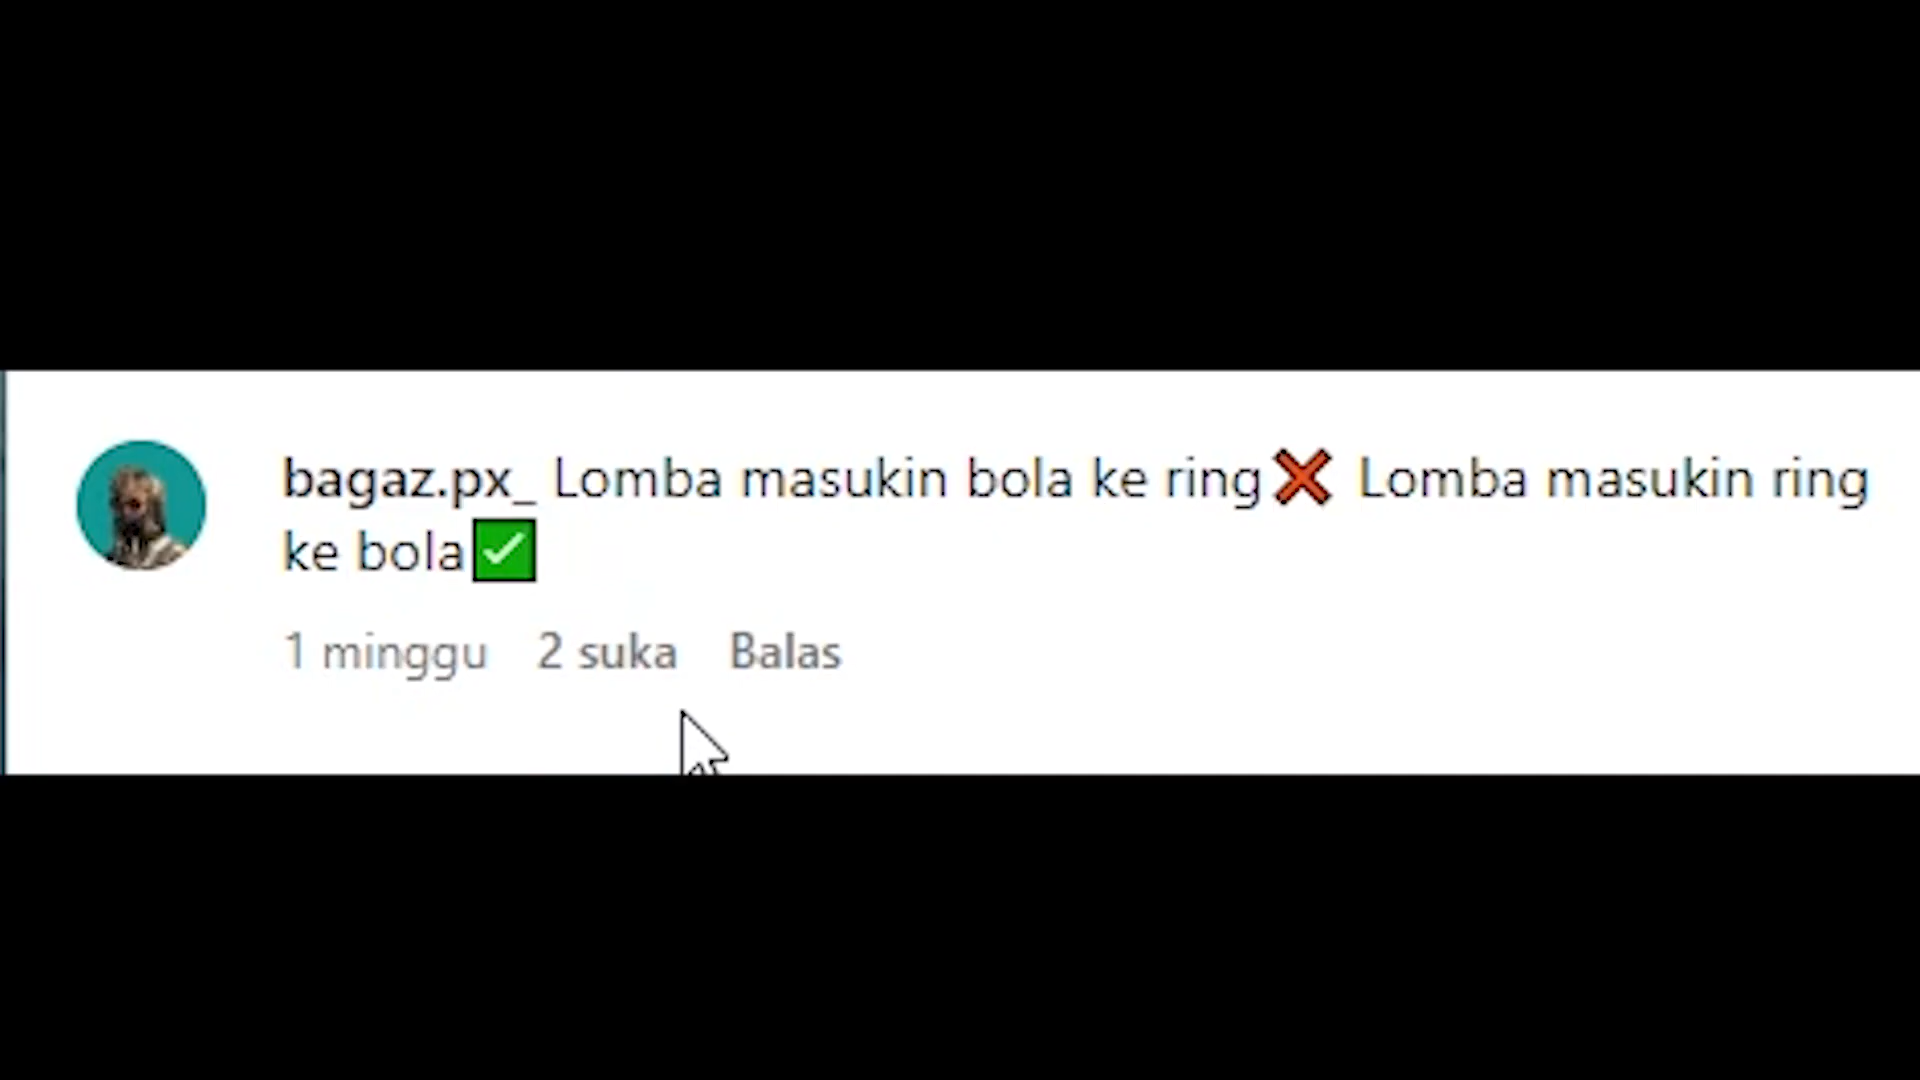 bagaz.px_ Lomba masukin bola ke ring❌ Lomba masukin ring
ke bola✅
1 minggu 2 suka Balas